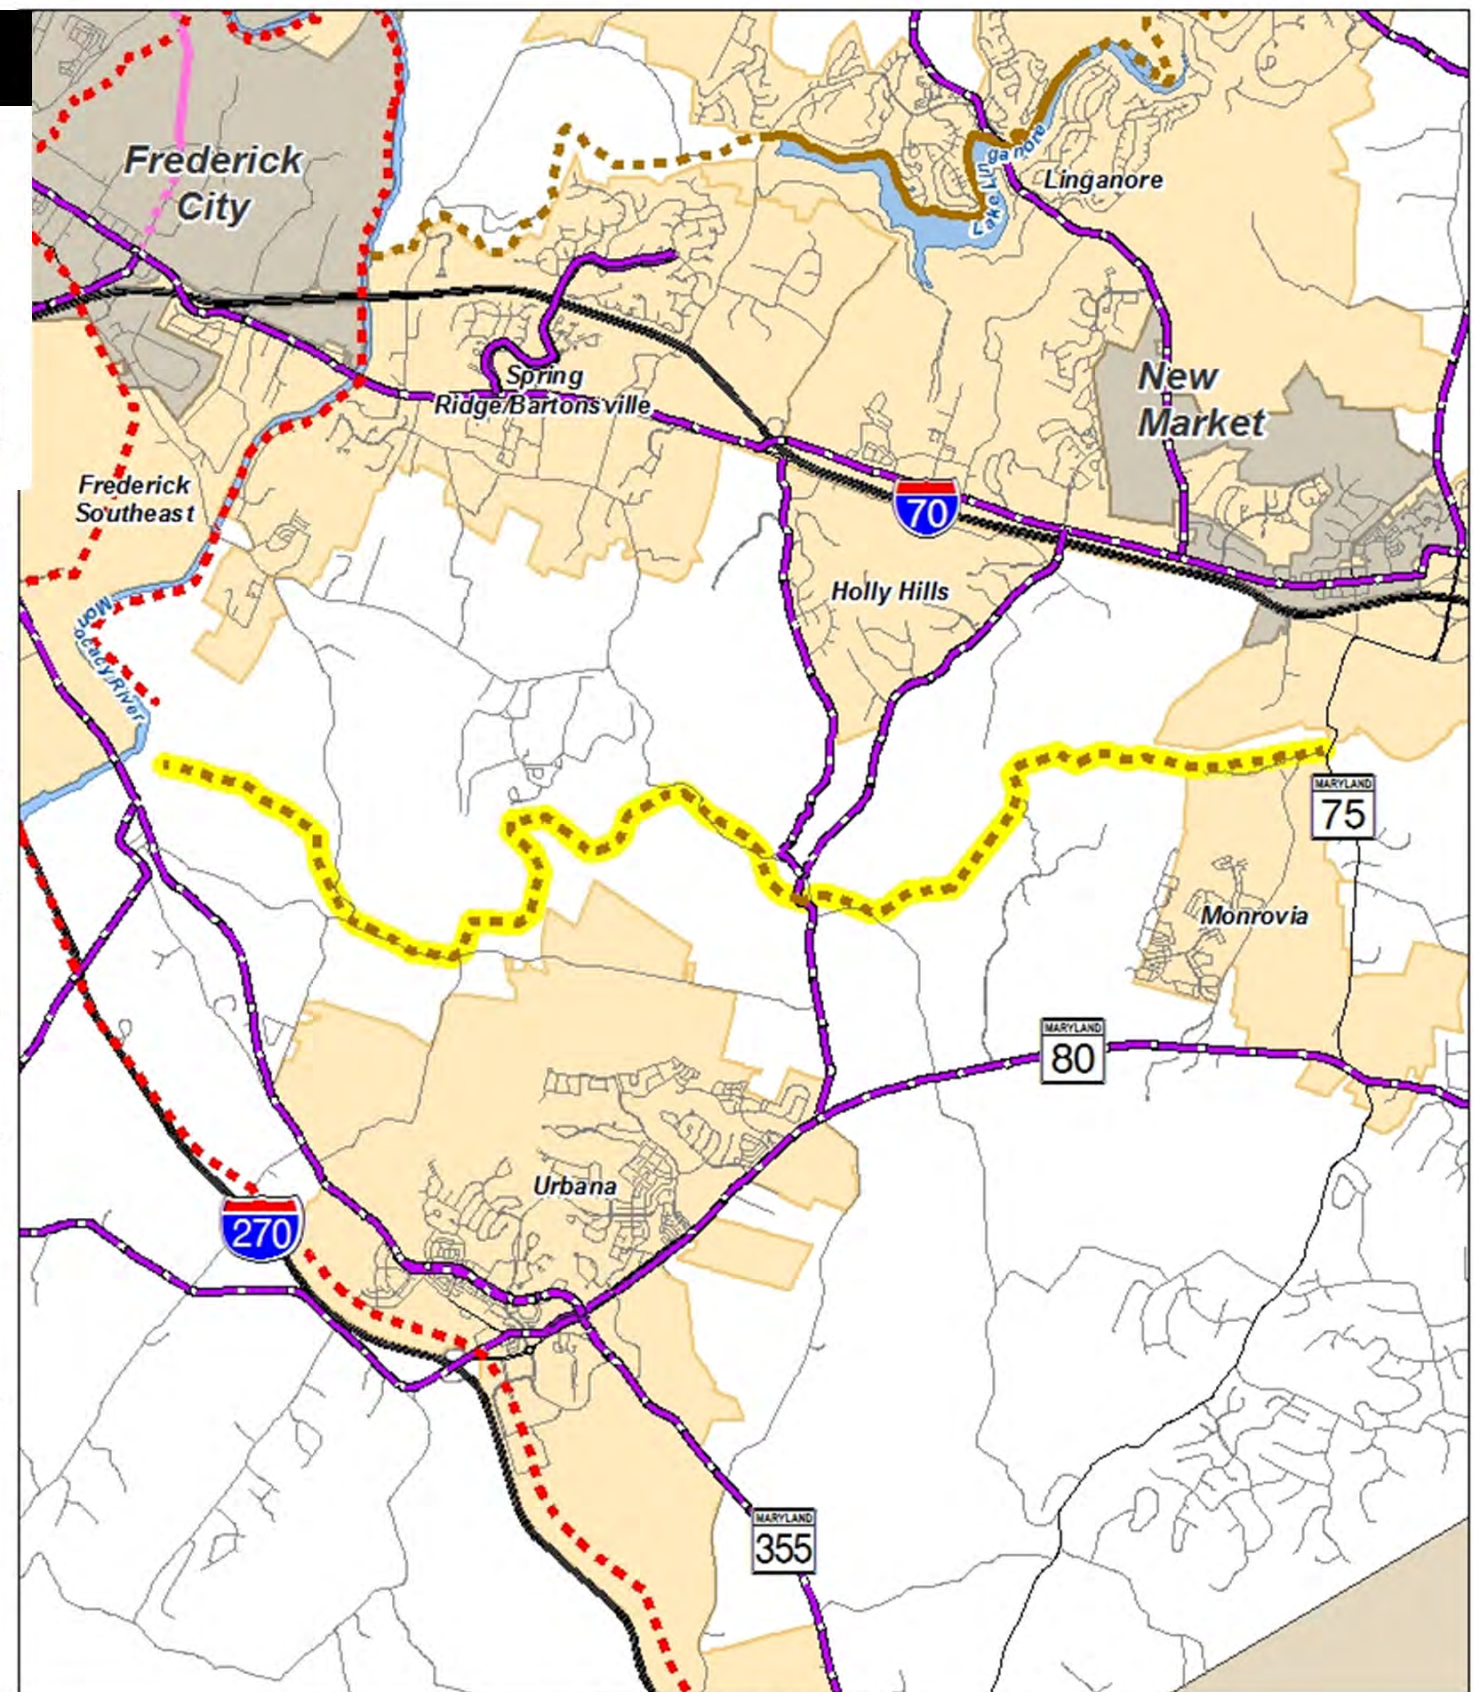 Frederick
City
Lake Linganore
Linganore
Spring
Ridge/Bartonsville
New
Market
Frederick
Southeast
70
Holly Hills
Monocacy River
MARYLAND
75
Monrovia
MARYLAND
80
Urbana
270
MARYLAND
355